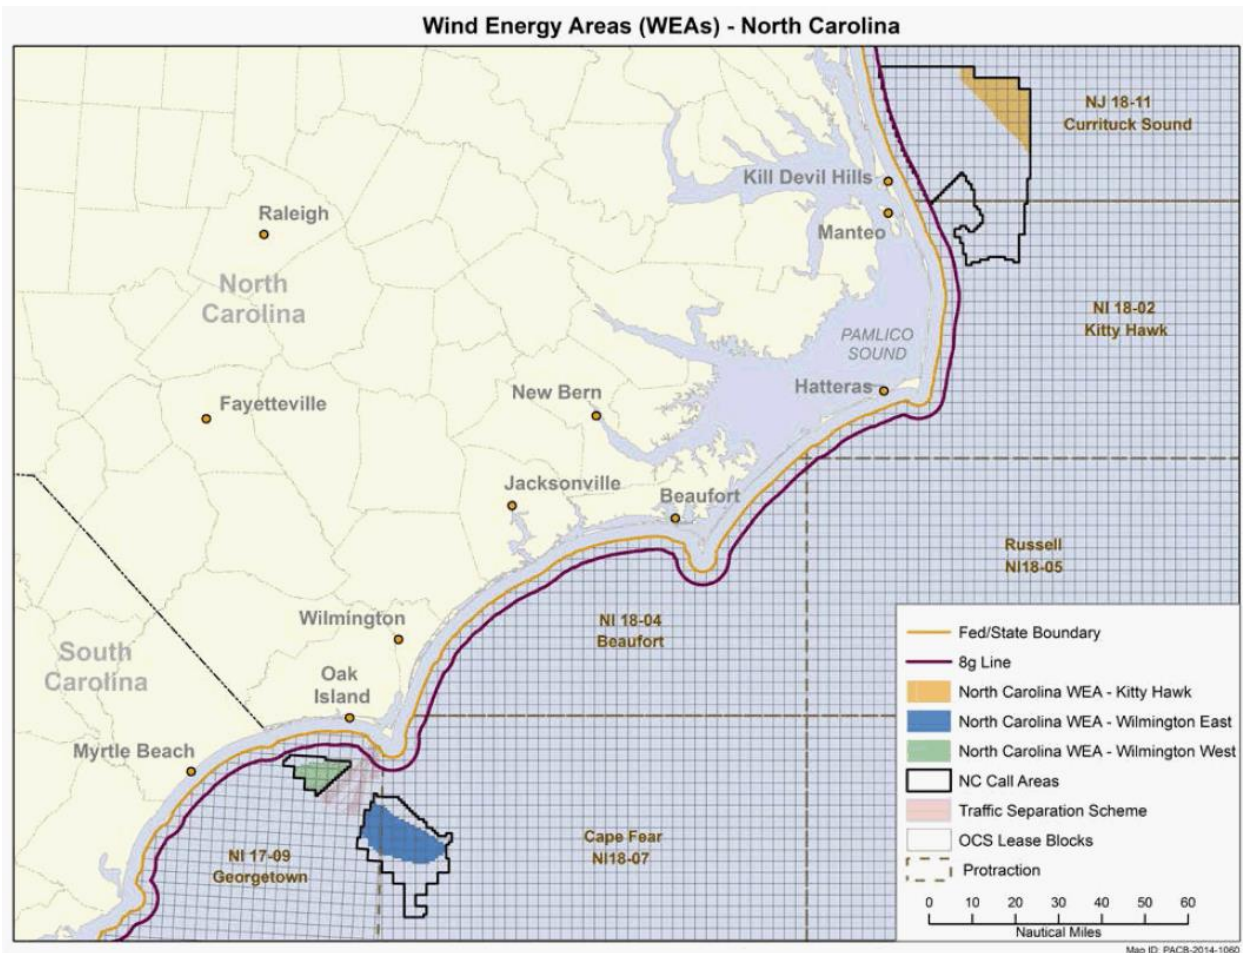 Wind Energy Areas (WEAs) - North Carolina
NJ 18-11
Currituck Sound
Kill Devil Hills
Raleigh
Manteo
North
Carolina
NI 18-02
Kitty Hawk
PAMLICO
SOUND
Hatteras
New Bern
Fayetteville
Jacksonville
Beaufort
Russell
NI18-05
Wilmington
NI 18-04
Beaufort
South
Carolina
Oak
Island
Myrtle Beach
Cape Fear
NI18-07
NI 17-09
Georgetown
Fed/State Boundary
8g Line
North Carolina WEA - Kitty Hawk
North Carolina WEA - Wilmington East
North Carolina WEA - Wilmington West
NC Call Areas
Traffic Separation Scheme
OCS Lease Blocks
Protraction
0 10 20 30 40 50 60
Nautical Miles
Map ID: PACB-2014-1060